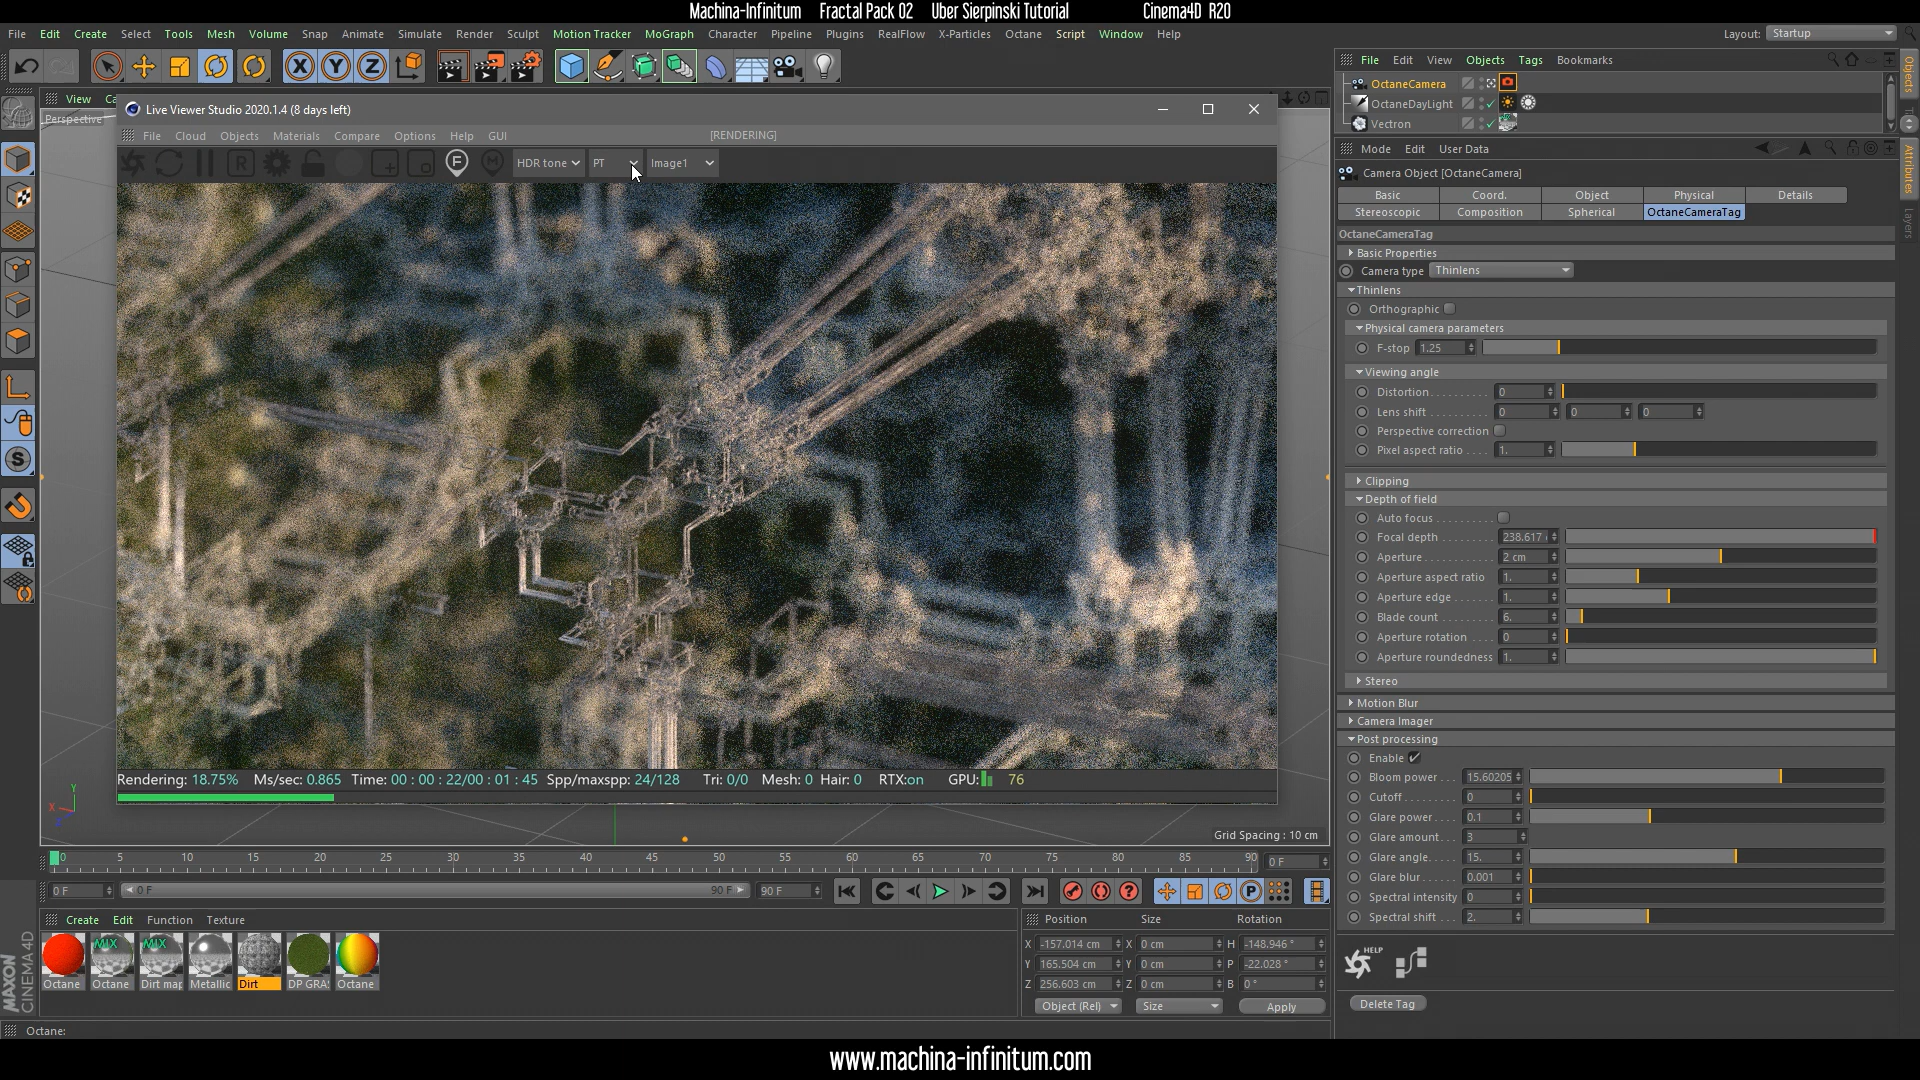 Machina-Infinitum Fractal Pack 02 Uber Sierpinski Tutorial Cinema4D R20
File Edit Create Select Tools Mesh Volume Snap Animate Simulate Render Sculpt Motion Tracker MoGraph Character Pipeline Plugins RealFlow X-Particles Octane Script Window Help
Layout: Startup
File Edit View Objects Tags Bookmarks
OctaneCamera
OctaneDayLight
Vectron
Objects
View
Perspective
Live Viewer Studio 2020.1.4 (8 days left)
File Cloud Objects Materials Compare Options Help GUI [RENDERING]
HDR tone PT Image1
Rendering: 18.75% Ms/sec: 0.865 Time: 00 : 00 : 22/00 : 01 : 45 Spp/maxspp: 24/128 Tri: 0/0 Mesh: 0 Hair: 0 RTX:on GPU: 76
Grid Spacing : 10 cm
Mode Edit User Data
Attributes
Layers
Camera Object [OctaneCamera]
Basic Coord. Object Physical Details
Stereoscopic Composition Spherical OctaneCameraTag
OctaneCameraTag
Basic Properties
Camera type Thinlens
Thinlens
Orthographic
Physical camera parameters
F-stop 1.25
Viewing angle
Distortion 0
Lens shift 0 0 0
Perspective correction
Pixel aspect ratio 1.
Clipping
Depth of field
Auto focus
Focal depth 238.617
Aperture 2 cm
Aperture aspect ratio 1.
Aperture edge 1.
Blade count 6.
Aperture rotation 0
Aperture roundedness 1.
Stereo
Motion Blur
Camera Imager
Post processing
Enable
Bloom power 15.60205
Cutoff 0
Glare power 0.1
Glare amount 3
Glare angle 15.
Glare blur 0.001
Spectral intensity 0
Spectral shift 2.
HELP
Delete Tag
0 5 10 15 20 25 30 35 40 45 50 55 60 65 70 75 80 85 90 0 F
0 F 0 F 90 F 90 F
Create Edit Function Texture
MIX MIX
Octane Octane Dirt map Metallic Dirt DP GRAS Octane
Position Size Rotation
X -157.014 cm X 0 cm H -148.946 °
Y 165.504 cm Y 0 cm P -22.028 °
Z 256.603 cm Z 0 cm B 0 °
Object (Rel) Size Apply
MAXON CINEMA 4D
Octane:
www.machina-infinitum.com